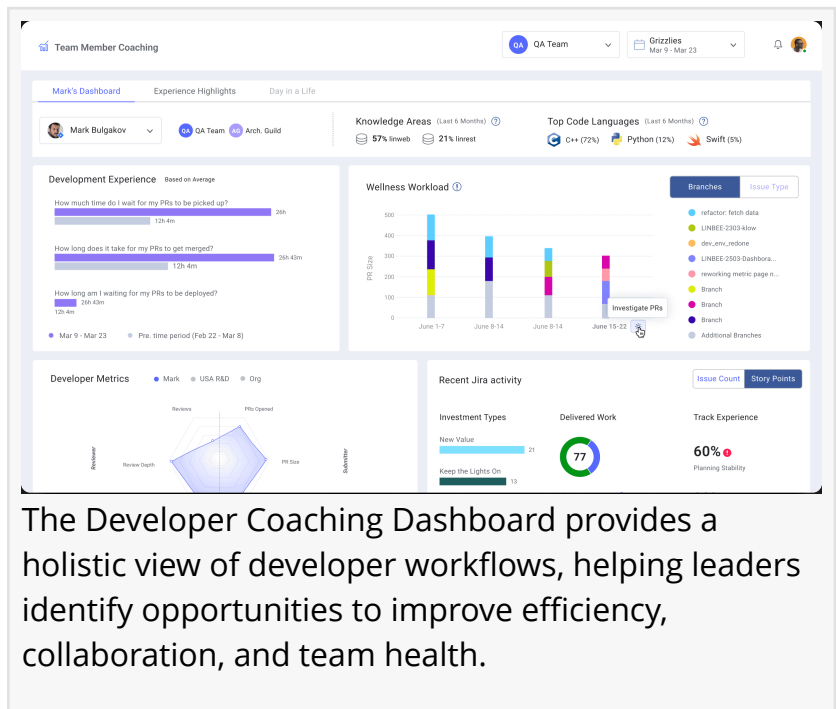 Team Member Coaching
QA QA Team
Grizzlies
Mar 9 - Mar 23
Mark's Dashboard Experience Highlights Day in a Life
Mark Bulgakov
QA QA Team AG Arch. Guild
Knowledge Areas (Last 6 Months) ?
57% linweb 21% linrest
Top Code Languages (Last 6 Months) ?
C++ (72%) Python (12%) Swift (5%)
Development Experience Based on Average
How much time do I wait for my PRs to be picked up?
26h
12h 4m
How long does it take for my PRs to get merged?
26h 43m
12h 4m
How long am I waiting for my PRs to be deployed?
26h 43m
12h 4m
Mar 9 - Mar 23 Pre. time period (Feb 22 - Mar 8)
Wellness Workload
Branches Issue Type
PR Size
500
400
300
200
100
0
June 1-7 June 8-14 June 8-14 June 15-22
Investigate PRs
refactor: fetch data
LINBEE-2303-klow
dev_env_redone
LINBEE-2503-Dashbora...
reworking metric page n...
Branch
Branch
Branch
Additional Branches
Developer Metrics Mark USA R&D Org
Reviews PRs Opened
Reviewer
Review Depth
PR Size
Submitter
Recent Jira activity
Issue Count Story Points
Investment Types
New Value
21
Keep the Lights On
13
Delivered Work
77
Track Experience
60%
Planning Stability
The Developer Coaching Dashboard provides a
holistic view of developer workflows, helping leaders
identify opportunities to improve efficiency,
collaboration, and team health.